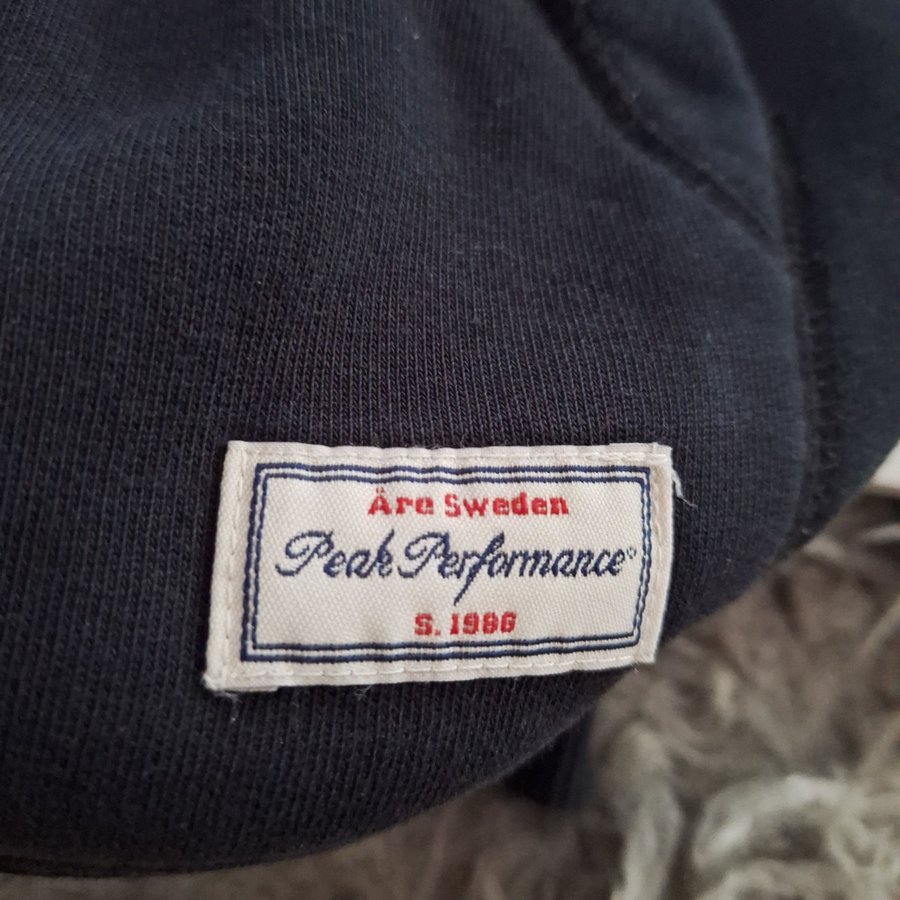 Åre Sweden
Peak Performance®
S. 1986